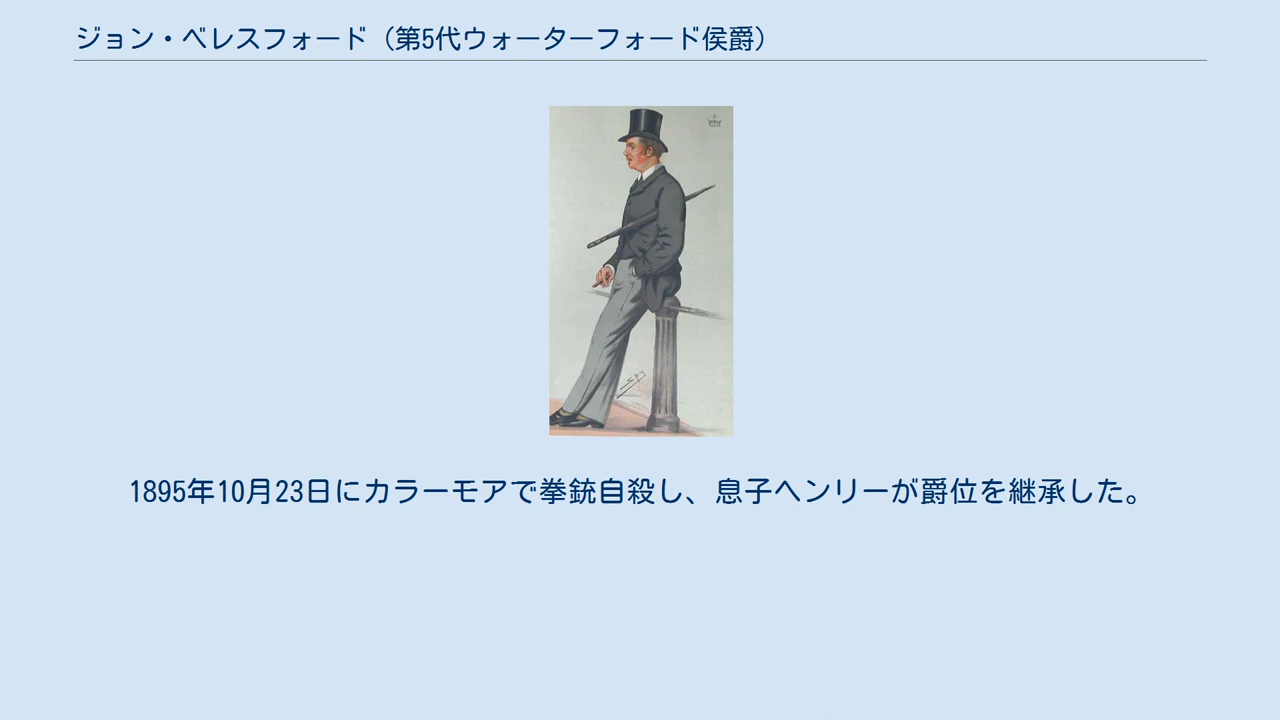 ジョン・ベレスフォード（第5代ウォーターフォード侯爵）
Spy
1895年10月23日にカラーモアで拳銃自殺し、息子ヘンリーが爵位を継承した。